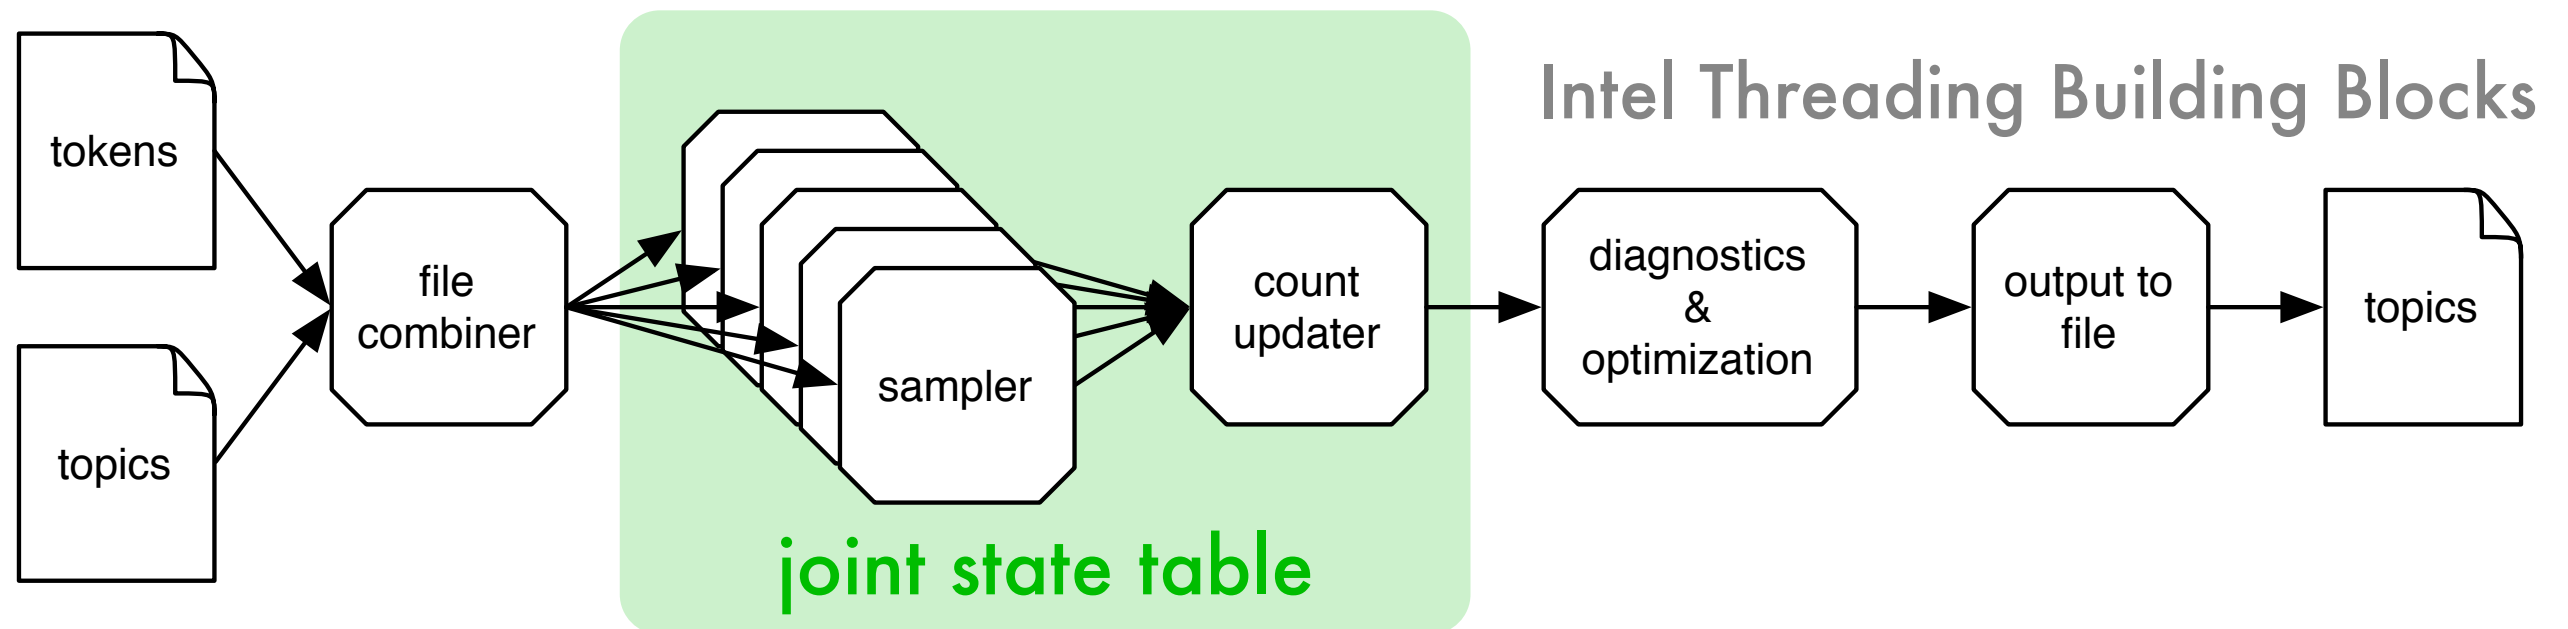 Intel Threading Building Blocks
tokens
topics
file
combiner
sampler
joint state table
count
updater
diagnostics
&
optimization
output to
file
topics